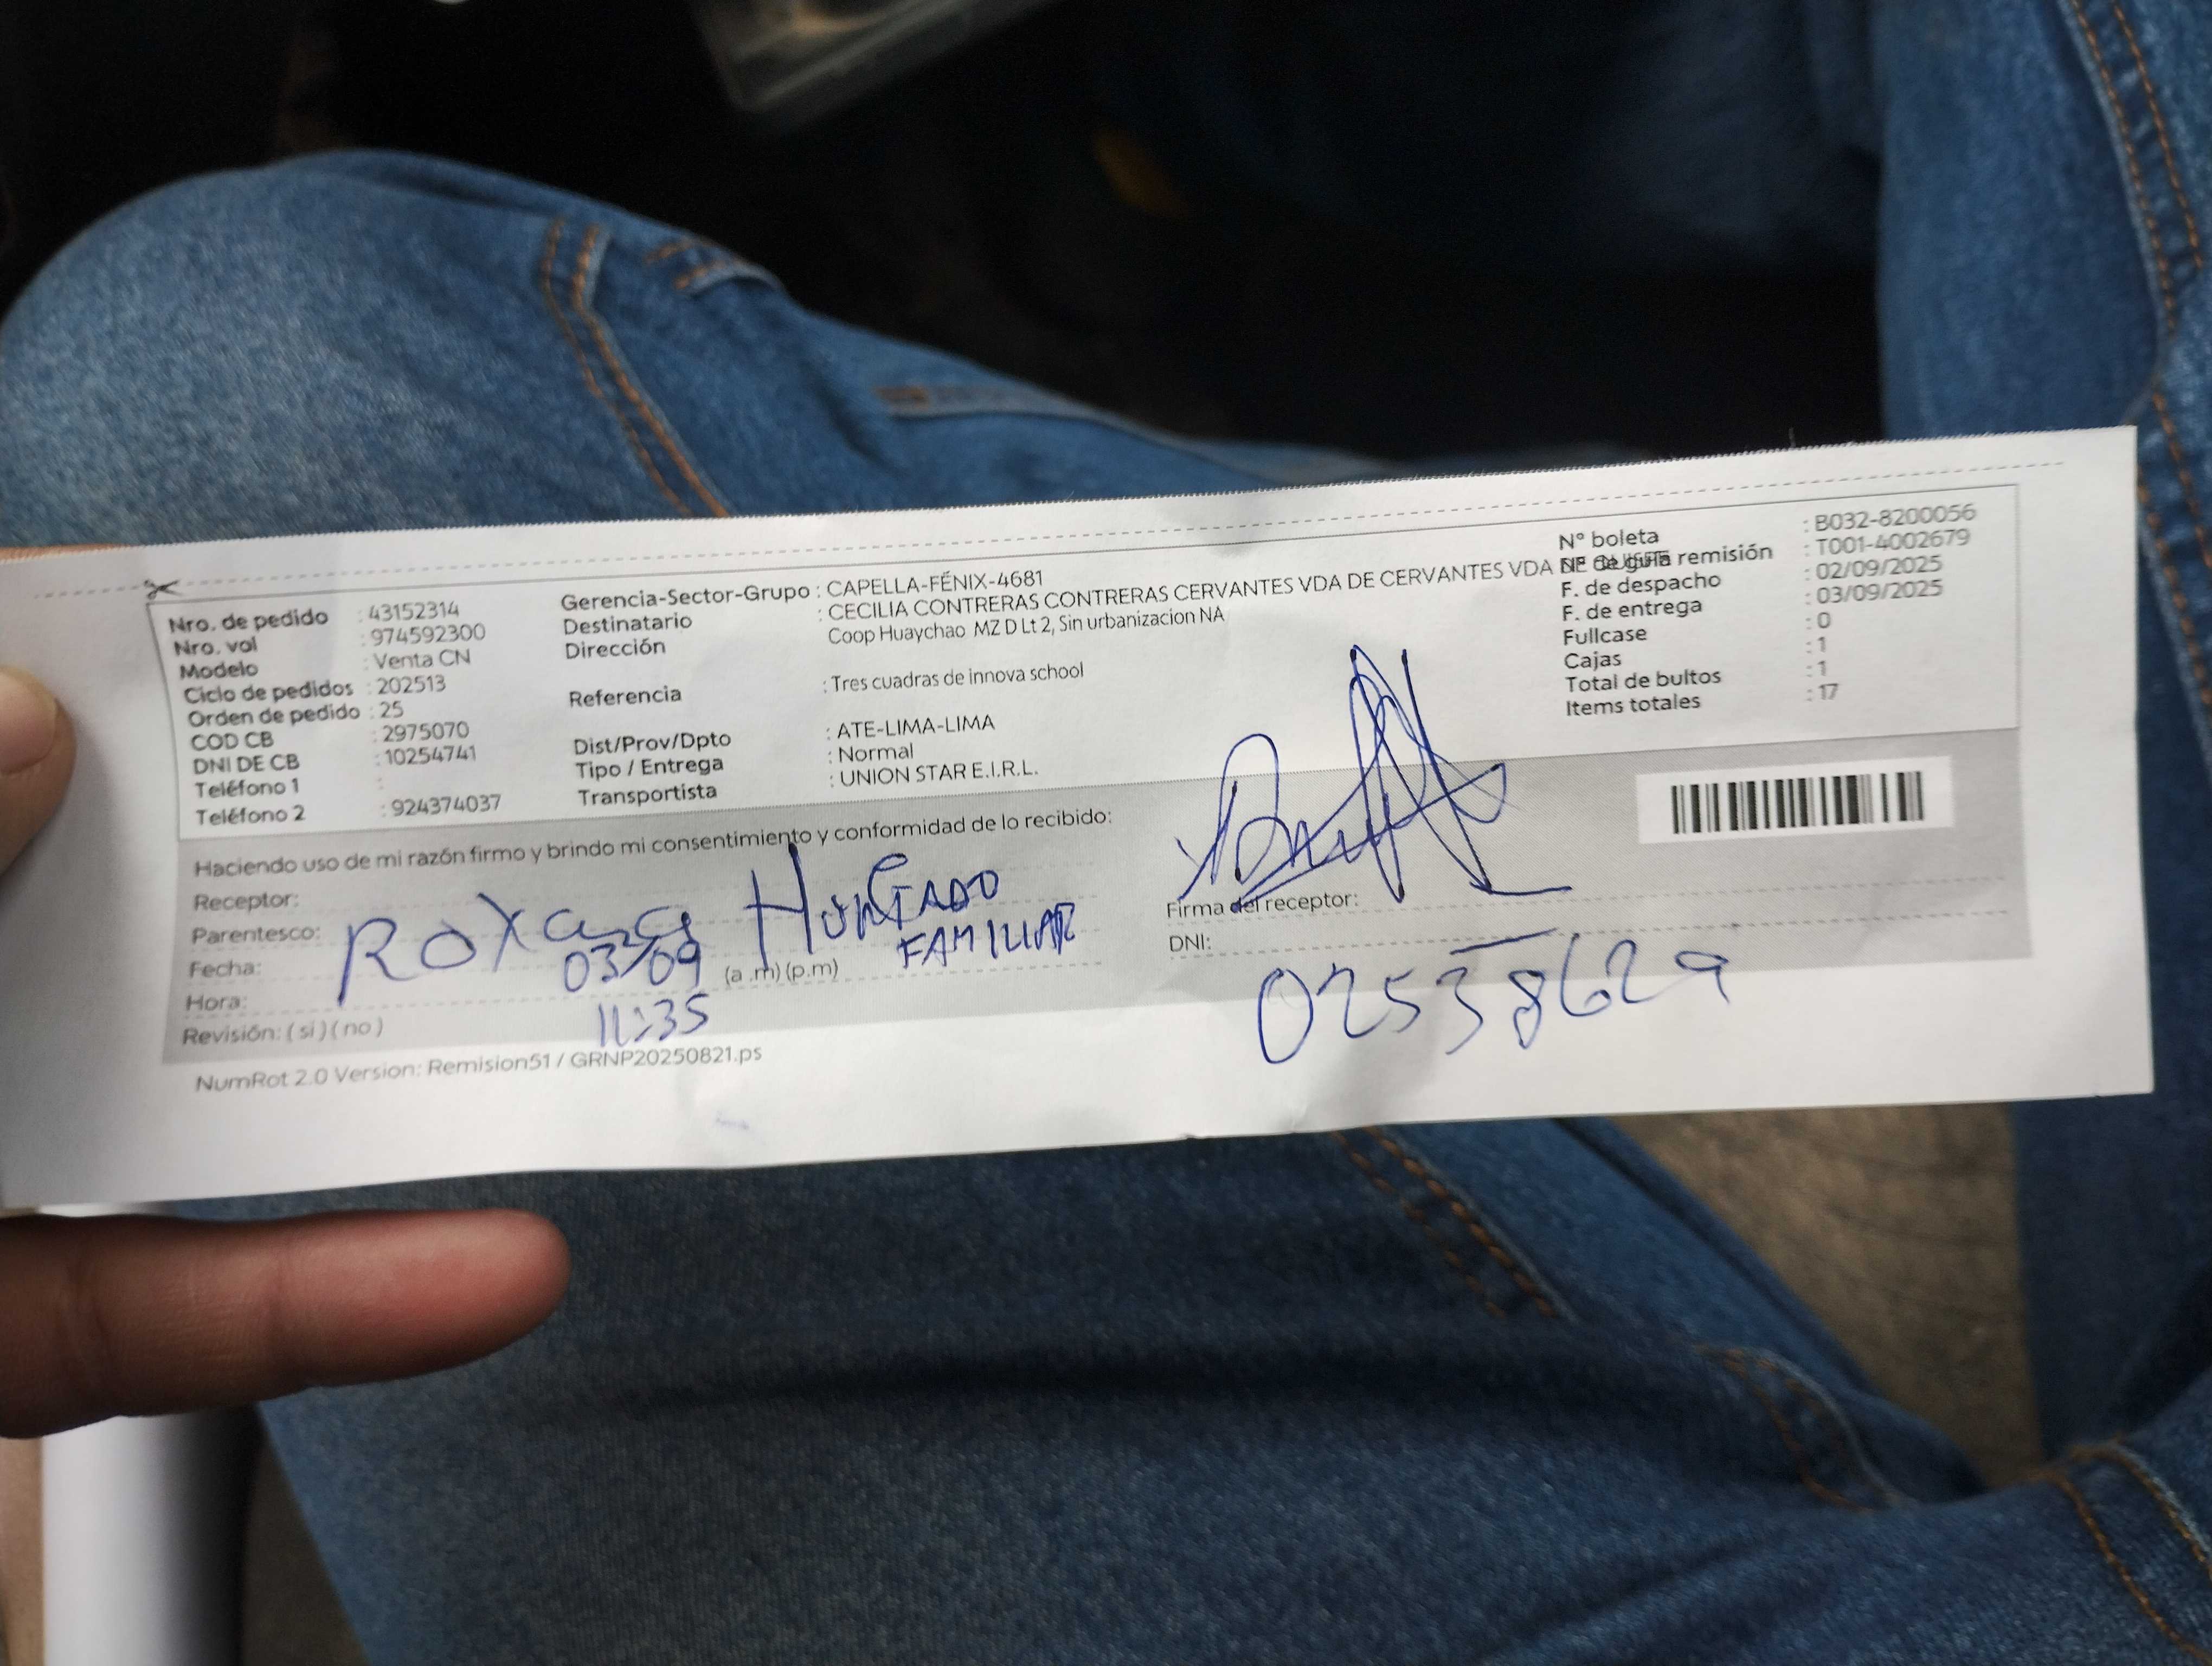 Nro. de pedido : 43152314
Nro. vol : 974592300
Modelo : Venta CN
Ciclo de pedidos : 202513
Orden de pedido : 25
COD CB : 2975070
DNI DE CB : 10254741
Teléfono 1 :
Teléfono 2 : 924374037
Gerencia-Sector-Grupo : CAPELLA-FÉNIX-4681
Destinatario : CECILIA CONTRERAS CONTRERAS CERVANTES VDA DE CERVANTES VDA DE
Dirección Coop Huaychao MZ D Lt 2, Sin urbanizacion NA
Referencia : Tres cuadras de innova school
Dist/Prov/Dpto : ATE-LIMA-LIMA
Tipo / Entrega : Normal
Transportista : UNION STAR E.I.R.L.
N° boleta : B032-8200056
N° de guía remisión : T001-4002679
F. de despacho : 02/09/2025
F. de entrega : 03/09/2025
Fullcase : 0
Cajas : 1
Total de bultos : 1
Items totales : 17
Haciendo uso de mi razón firmo y brindo mi consentimiento y conformidad de lo recibido:
Receptor:
Parentesco: ROXana HURTADO
Fecha: 03/09 FAMILIAR
Hora: (a .m) (p.m)
11:35
Revisión: ( si ) ( no )
Firma del receptor:
DNI:
02538629
NumRot 2.0 Version: Remision51 / GRNP20250821.ps